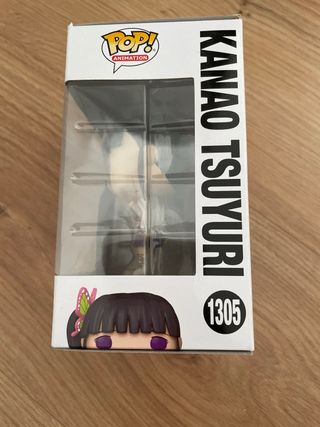 POP!
ANIMATION
KANAO TSUYURI
1305